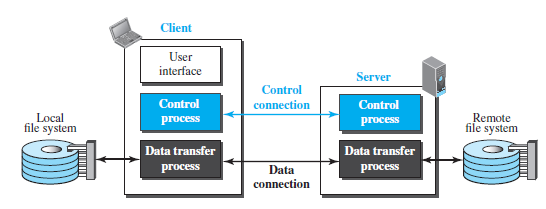 Client
User
interface
Server
Control
connection
Control
process
Control
process
Local
file system
Remote
file system
Data transfer
process
Data transfer
process
Data
connection